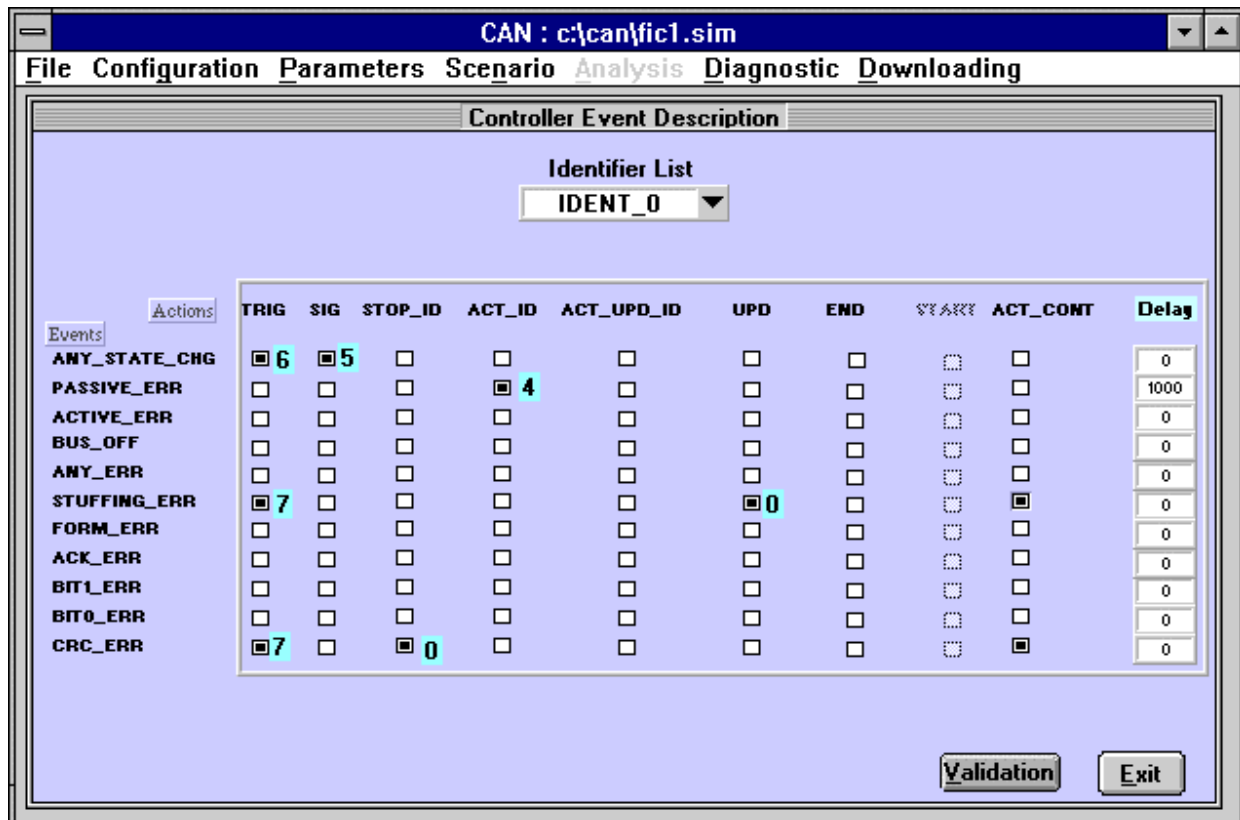 CAN : c:\can\fic1.sim
File Configuration Parameters Scenario Analysis Diagnostic Downloading
Controller Event Description
Identifier List
IDENT_0
Actions TRIG SIG STOP_ID ACT_ID ACT_UPD_ID UPD END START ACT_CONT Delay
Events
ANY_STATE_CHG 6 5 0
PASSIVE_ERR 4 1000
ACTIVE_ERR 0
BUS_OFF 0
ANY_ERR 0
STUFFING_ERR 7 0 0
FORM_ERR 0
ACK_ERR 0
BIT1_ERR 0
BIT0_ERR 0
CRC_ERR 7 0 0
Validation Exit